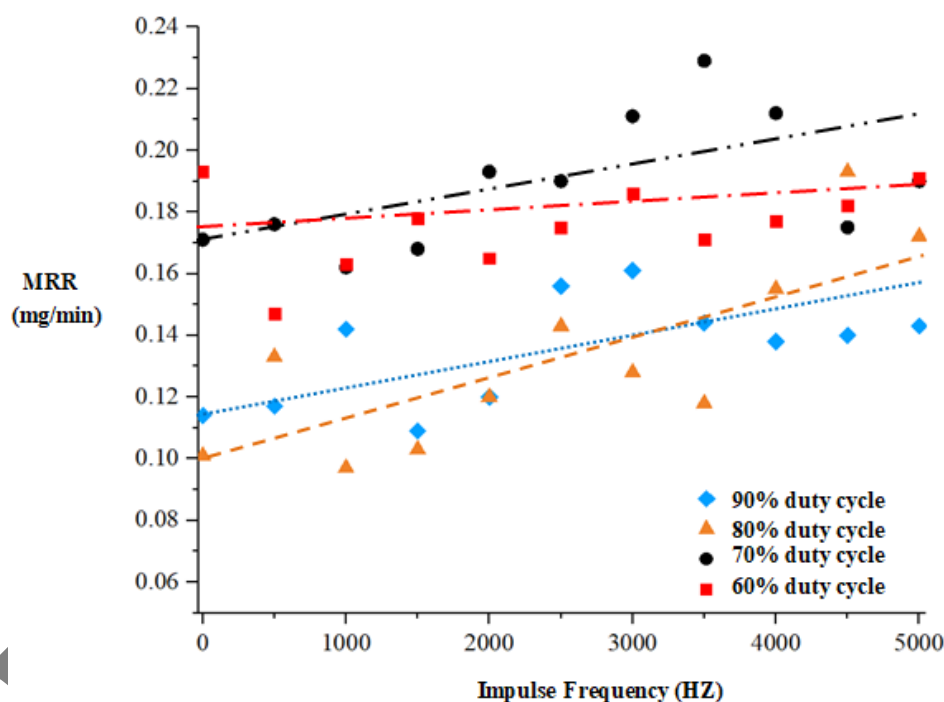 0.24
0.22
0.20
0.18
0.16
0.14
0.12
0.10
0.08
0.06
MRR
(mg/min)
90% duty cycle
80% duty cycle
70% duty cycle
60% duty cycle
0 1000 2000 3000 4000 5000
Impulse Frequency (HZ)